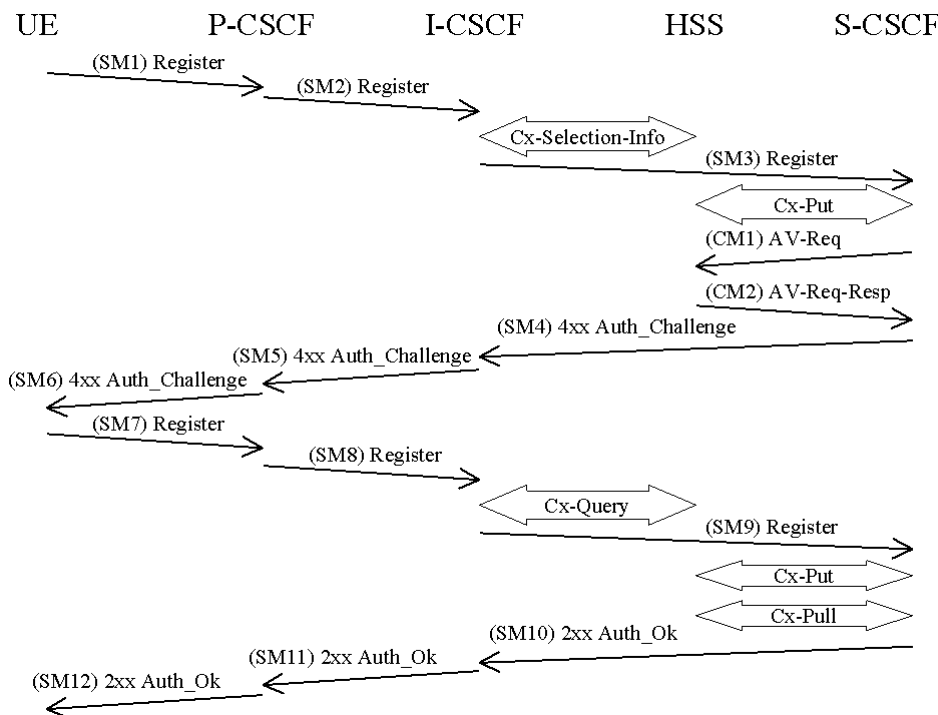 UE P-CSCF I-CSCF HSS S-CSCF
(SM1) Register
(SM2) Register
Cx-Selection-Info
(SM3) Register
Cx-Put
(CM1) AV-Req
(CM2) AV-Req-Resp
(SM4) 4xx Auth_Challenge
(SM5) 4xx Auth_Challenge
(SM6) 4xx Auth_Challenge
(SM7) Register
(SM8) Register
Cx-Query
(SM9) Register
Cx-Put
Cx-Pull
(SM10) 2xx Auth_Ok
(SM11) 2xx Auth_Ok
(SM12) 2xx Auth_Ok